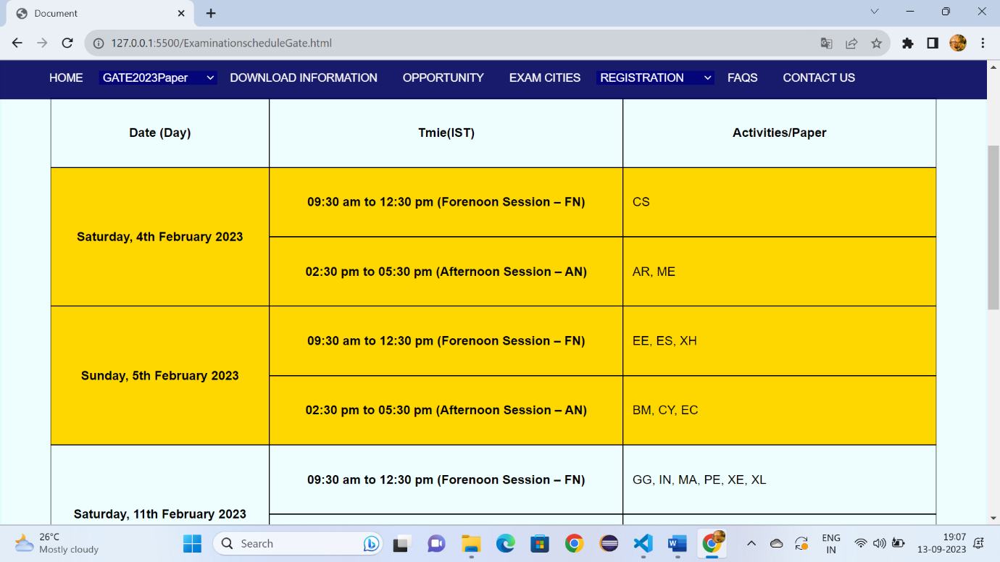 Document
127.0.0.1:5500/ExaminationscheduleGate.html
HOME GATE2023Paper DOWNLOAD INFORMATION OPPORTUNITY EXAM CITIES REGISTRATION FAQS CONTACT US
Date (Day) Tmie(IST) Activities/Paper
09:30 am to 12:30 pm (Forenoon Session – FN) CS
Saturday, 4th February 2023
02:30 pm to 05:30 pm (Afternoon Session – AN) AR, ME
09:30 am to 12:30 pm (Forenoon Session – FN) EE, ES, XH
Sunday, 5th February 2023
02:30 pm to 05:30 pm (Afternoon Session – AN) BM, CY, EC
09:30 am to 12:30 pm (Forenoon Session – FN) GG, IN, MA, PE, XE, XL
Saturday, 11th February 2023
26°C
Mostly cloudy
Search
ENG
IN
19:07
13-09-2023